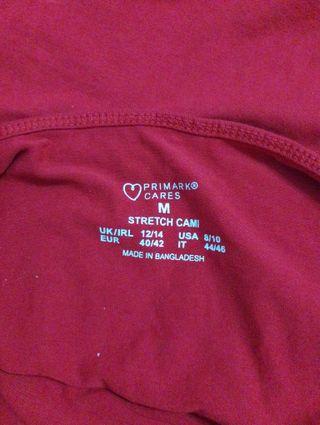 PRIMARK®
CARES
M
STRETCH CAMI
UK/IRL 12/14 USA 8/10
EUR 40/42 IT 44/46
MADE IN BANGLADESH